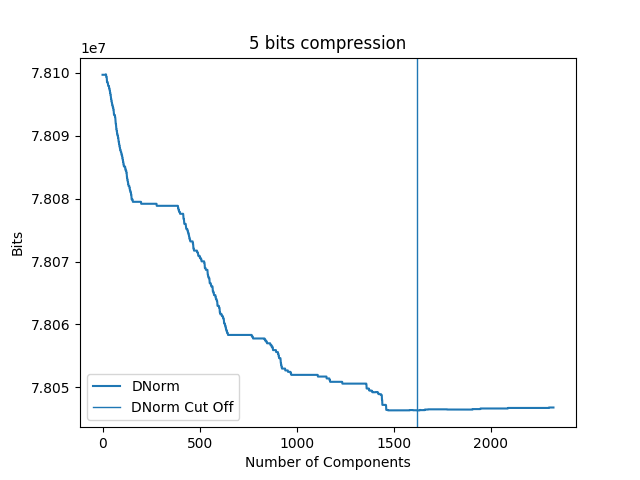 5 bits compression
1e7
7.810
7.809
7.808
7.807
7.806
7.805
Bits
DNorm
DNorm Cut Off
0 500 1000 1500 2000
Number of Components